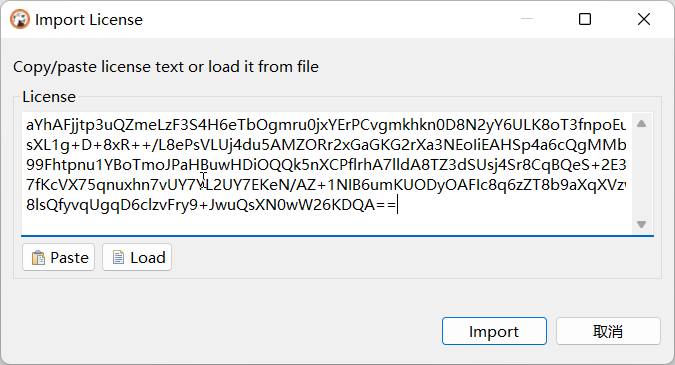 Import License
Copy/paste license text or load it from file
License
aYhAFjjtp3uQZmeLzF3S4H6eTbOgmru0jxYErPCvgmkhkn0D8N2yY6ULK8oT3fnpoEu
sXL1g+D+8xR++/L8ePsVLUj4du5AMZORr2xGaGKG2rXa3NEoIiEAHSp4a6cQgMMb
99Fhtpnu1YBoTmoJPaHBuwHDiOQQk5nXCPflrhA7lldA8TZ3dSUsj4Sr8CqBQeS+2E3
7fKcVX75qnuxhn7vUY7VL2UY7EKeN/AZ+1NIB6umKUODyOAFIc8q6zZT8b9aXqXVzv
8lsQfyvqUgqD6clzvFry9+JwuQsXN0wW26KDQA==
Paste Load
Import 取消